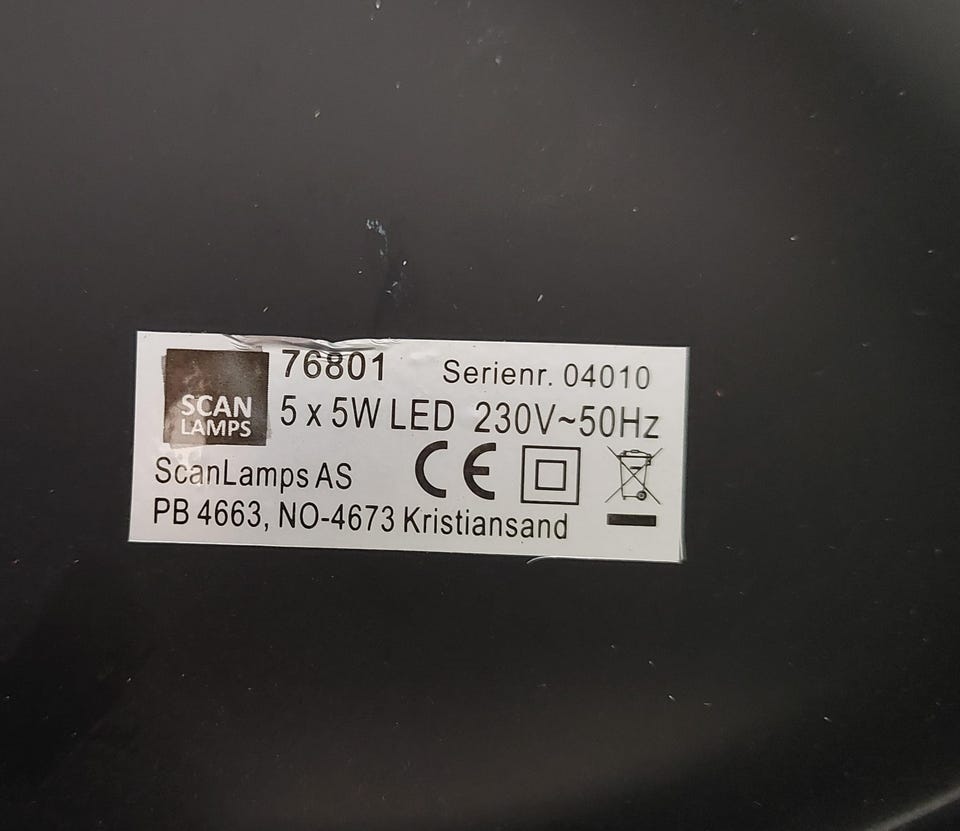 76801 Serienr. 04010
SCAN
LAMPS
5 x 5W LED 230V~50Hz
ScanLamps AS
CE
PB 4663, NO-4673 Kristiansand